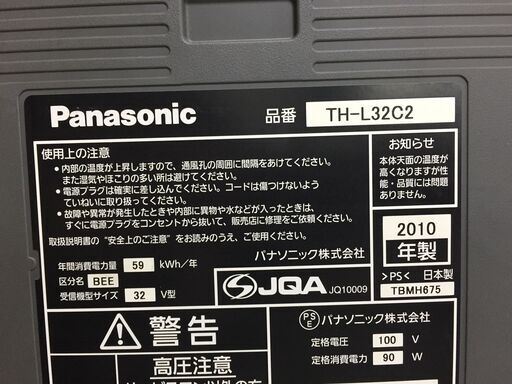 Panasonic
品番 TH-L32C2
使用上の注意
• 内部の温度が上昇しますので、通風孔の周囲に間隔をあけてください。
また湿気やほこりの多い所は避けてください。
• 電源プラグは確実に差し込んでください。コードは傷つけないよう
ていねいに取り扱ってください。
• 故障や異常が発生したときや内部に異物や水などが入ったときは、
すぐに電源プラグをコンセントから抜いて、販売店に修理をご依頼ください。
取扱説明書の“安全上のご注意”をお読みのうえ、ご使用ください。
お知らせ
本体天面の温度が
高くなりますが性
能・品質には問題
ありません。
パナソニック株式会社
2010
年製
年間消費電力量 59 kWh/年
区分名 BEE
受信機型サイズ 32 V型
JQA JQ10009
>PS< 日本製
TBMH675
警告
高圧注意
PSE パナソニック株式会社
定格電圧 100 V
定格消費電力 90 W